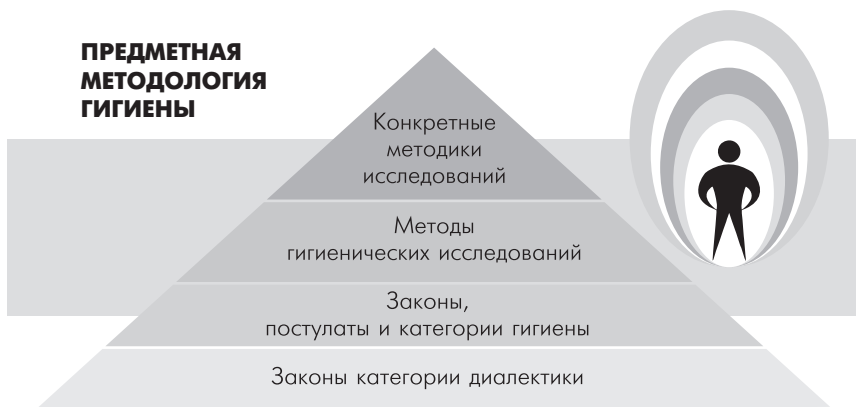 ПРЕДМЕТНАЯ
МЕТОДОЛОГИЯ
ГИГИЕНЫ
Конкретные
методики
исследований
Методы
гигиенических исследований
Законы,
постулаты и категории гигиены
Законы категории диалектики